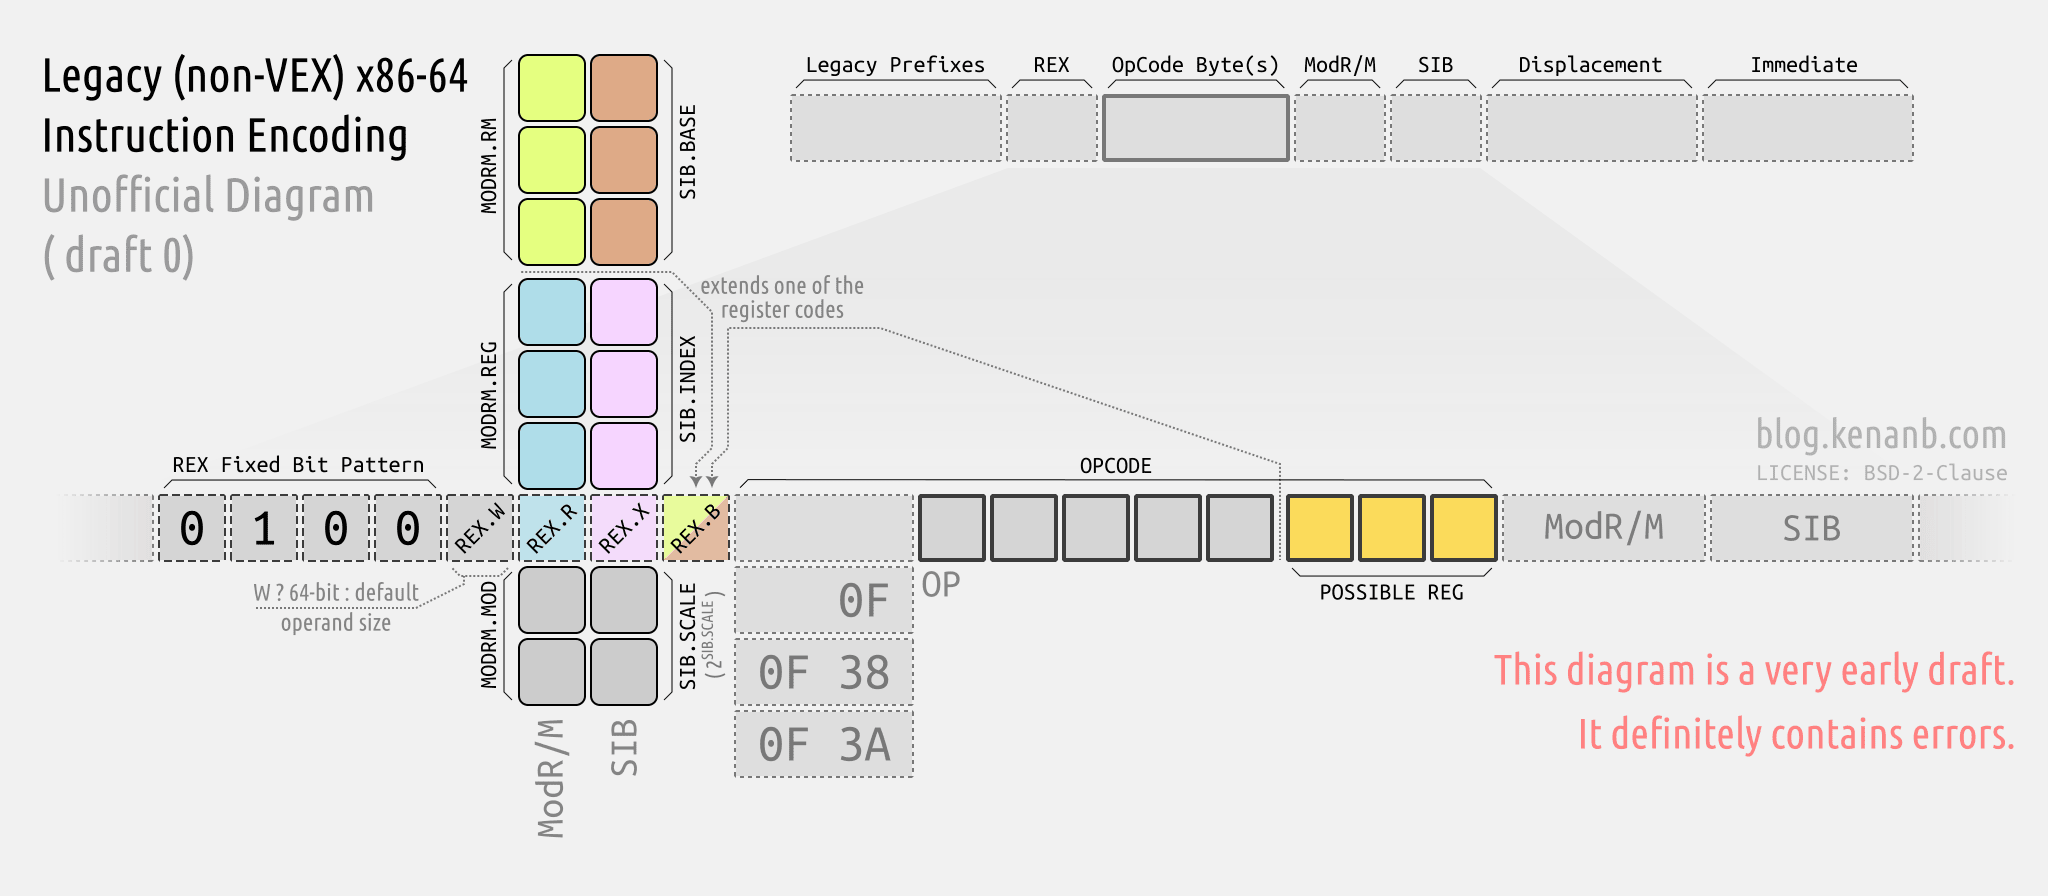 Legacy (non-VEX) x86-64
Instruction Encoding
Unofficial Diagram
( draft 0)
Legacy Prefixes
REX
OpCode Byte(s)
ModR/M
SIB
Displacement
Immediate
MODRM.RM
SIB.BASE
extends one of the
register codes
MODRM.REG
SIB.INDEX
blog.kenanb.com
LICENSE: BSD-2-Clause
REX Fixed Bit Pattern
OPCODE
0 1 0 0 REX.W REX.R REX.X REX.B
ModR/M
SIB
W ? 64-bit : default
operand size
MODRM.MOD
SIB.SCALE
(2^SIB.SCALE)
0F
0F 38
0F 3A
OP
POSSIBLE REG
ModR/M
SIB
This diagram is a very early draft.
It definitely contains errors.